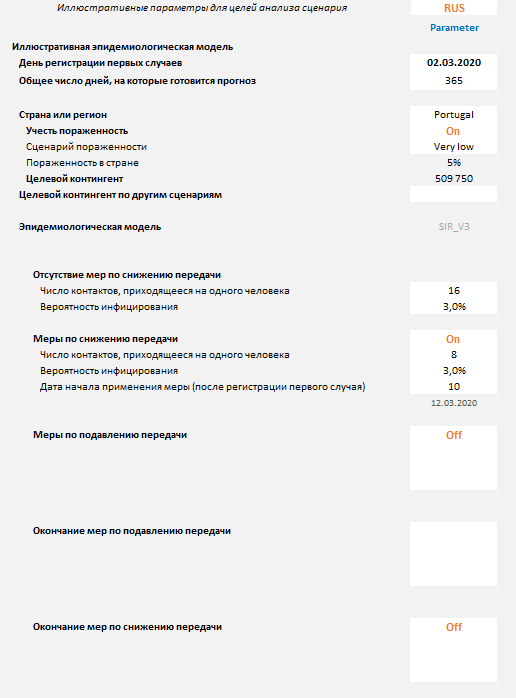 Иллюстративные параметры для целей анализа сценария RUS
Parameter
Иллюстративная эпидемиологическая модель
День регистрации первых случаев 02.03.2020
Общее число дней, на которые готовится прогноз 365
Страна или регион Portugal
Учесть пораженность On
Сценарий пораженности Very low
Пораженность в стране 5%
Целевой контингент 509 750
Целевой контингент по другим сценариям
Эпидемиологическая модель SIR_V3
Отсутствие мер по снижению передачи
Число контактов, приходящееся на одного человека 16
Вероятность инфицирования 3,0%
Меры по снижению передачи On
Число контактов, приходящееся на одного человека 8
Вероятность инфицирования 3,0%
Дата начала применения меры (после регистрации первого случая) 10
12.03.2020
Меры по подавлению передачи Off
Окончание мер по подавлению передачи
Окончание мер по снижению передачи Off